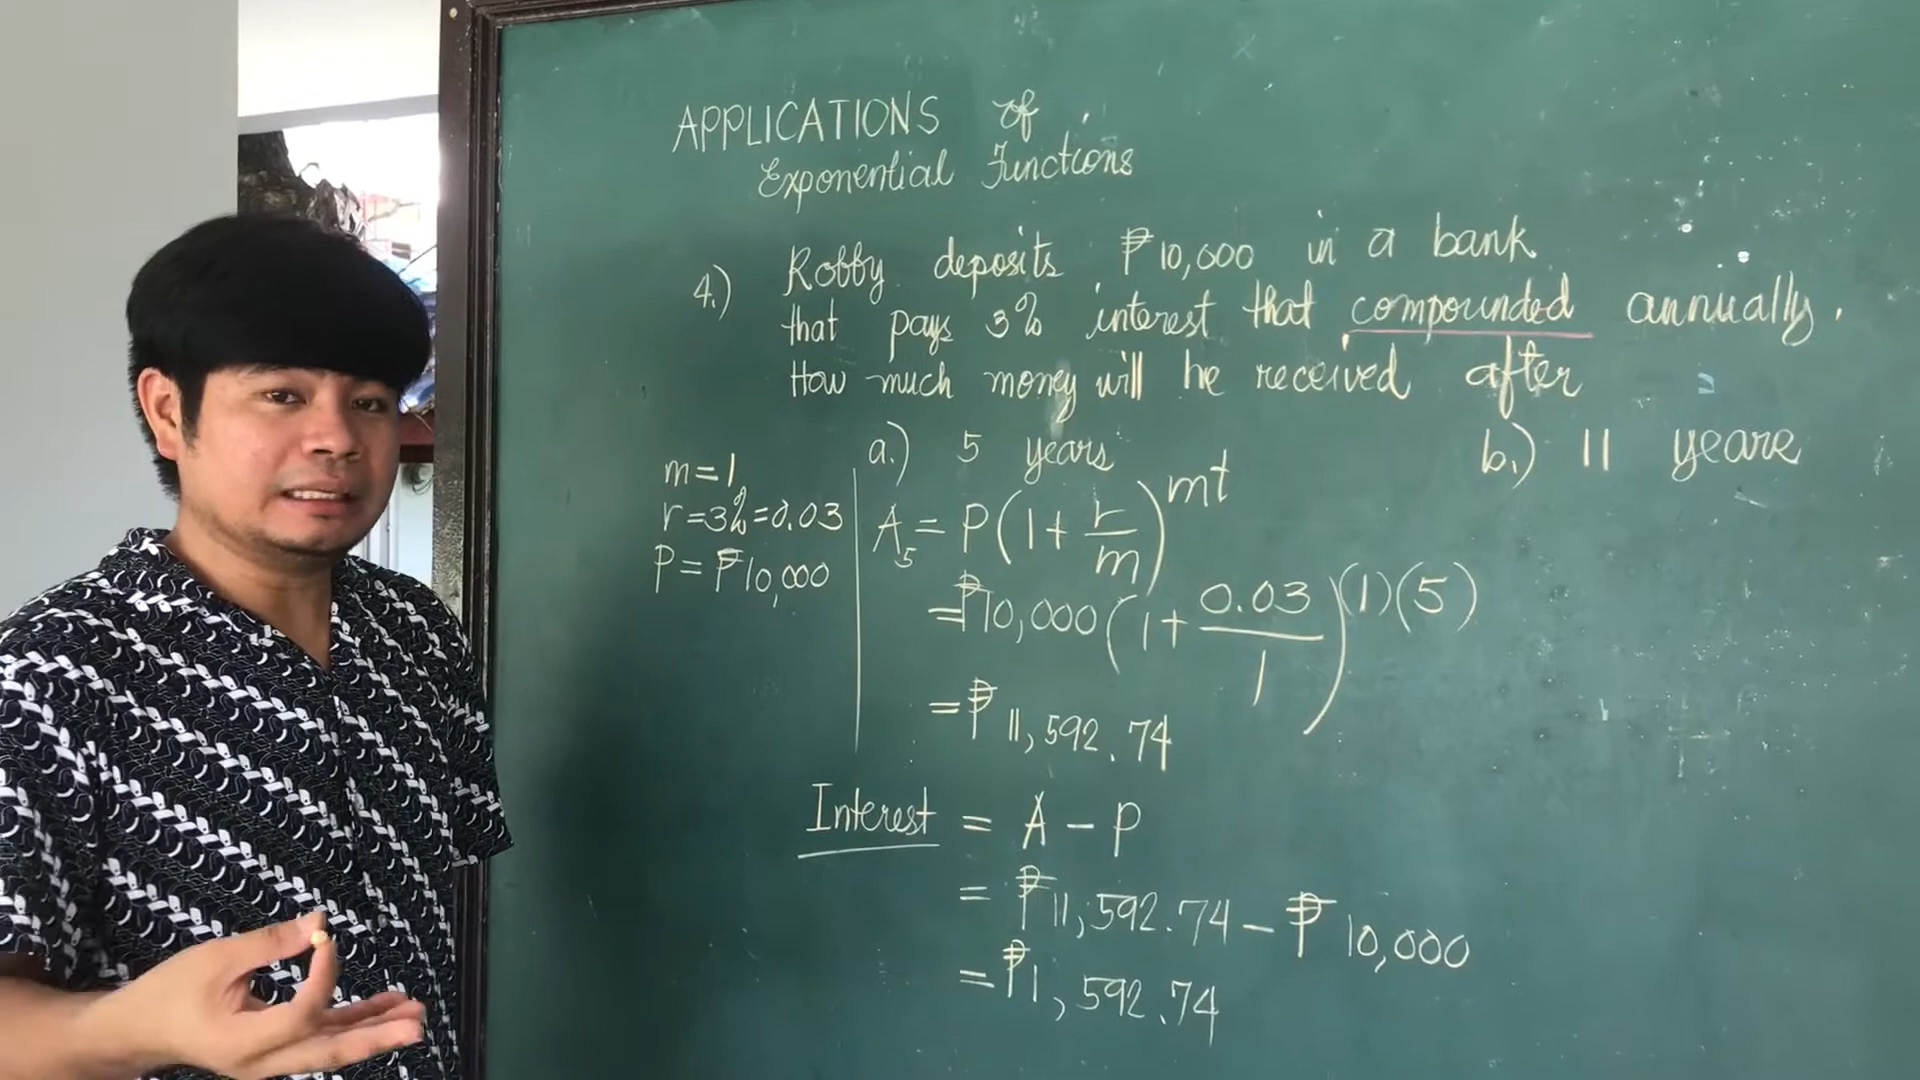 APPLICATIONS of
Exponential Functions
4.) Robby deposits ₱10,000 in a bank
that pays 3% interest that compounded annually.
How much money will he received after
a.) 5 years b.) 11 yeare
m=1
r=3%=0.03
P=₱10,000
A₅ = P(1+r/m)^mt
=₱10,000(1+0.03/1)^(1)(5)
=₱11,592.74
Interest = A - P
= ₱11,592.74 - ₱10,000
= ₱1,592.74